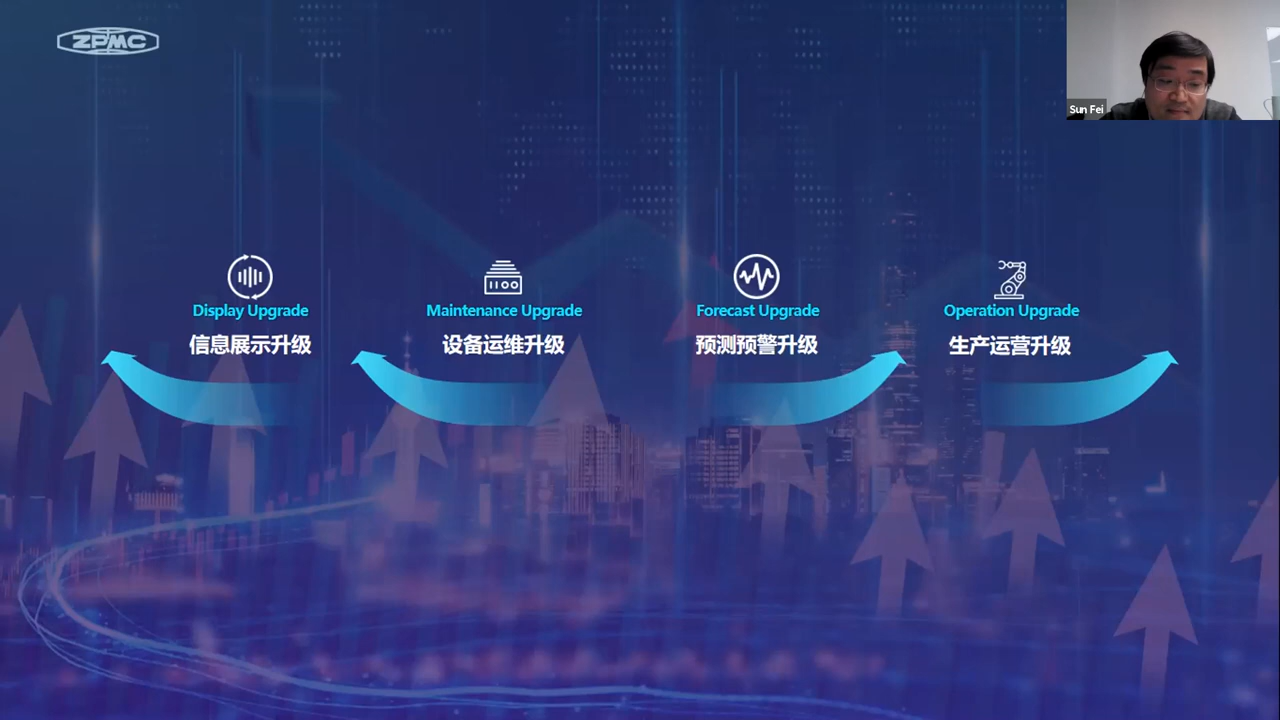 ZPMC
Sun Fei
Display Upgrade
信息展示升级
Maintenance Upgrade
设备运维升级
Forecast Upgrade
预测预警升级
Operation Upgrade
生产运营升级